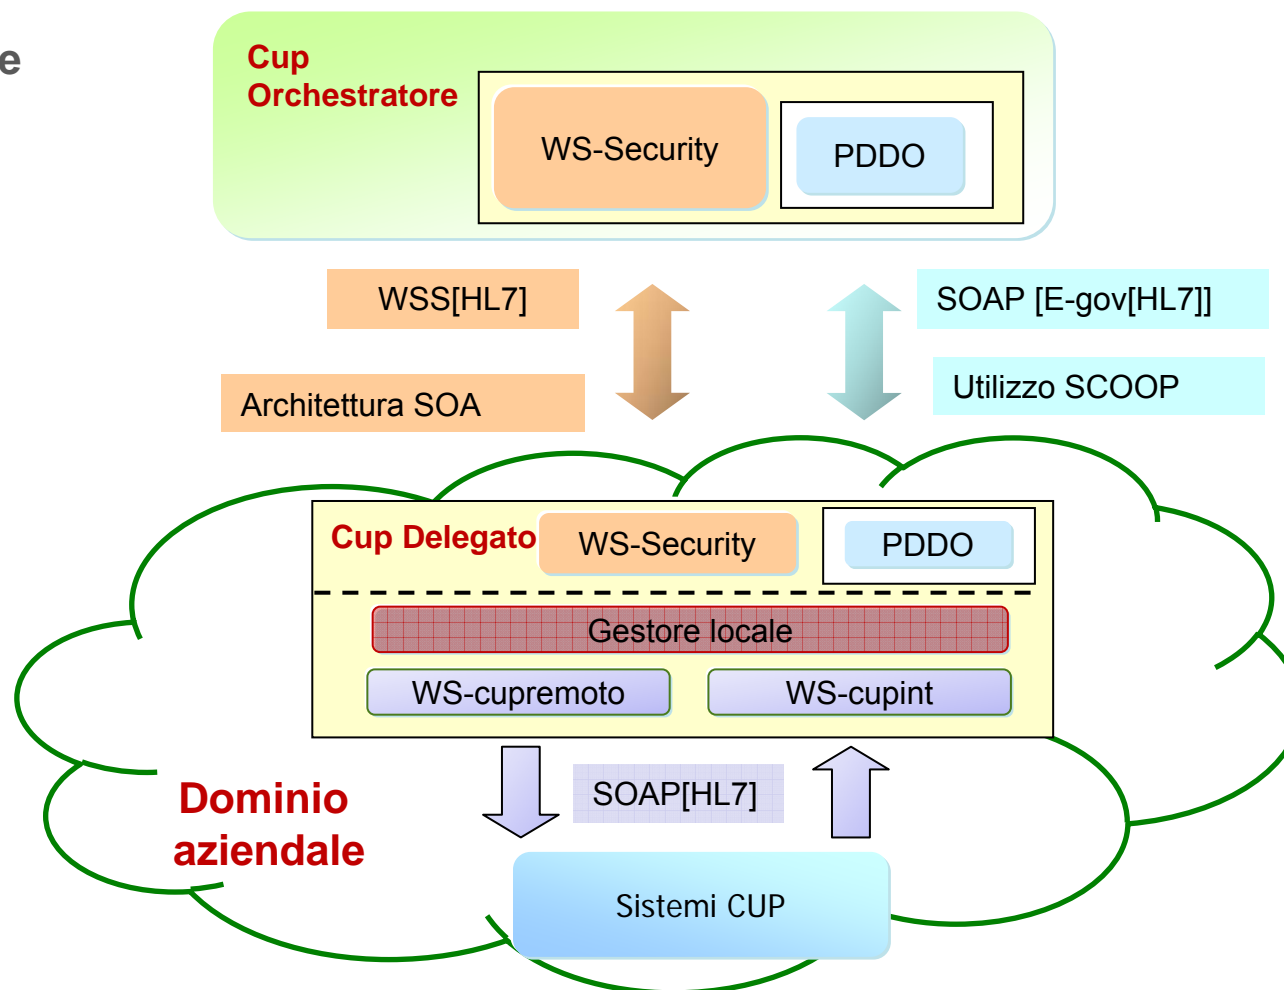 e
Cup
Orchestratore
WS-Security
PDDO
WSS[HL7]
SOAP [E-gov[HL7]]
Architettura SOA
Utilizzo SCOOP
Cup Delegato
WS-Security
PDDO
Gestore locale
WS-cupremoto
WS-cupint
SOAP[HL7]
Dominio
aziendale
Sistemi CUP